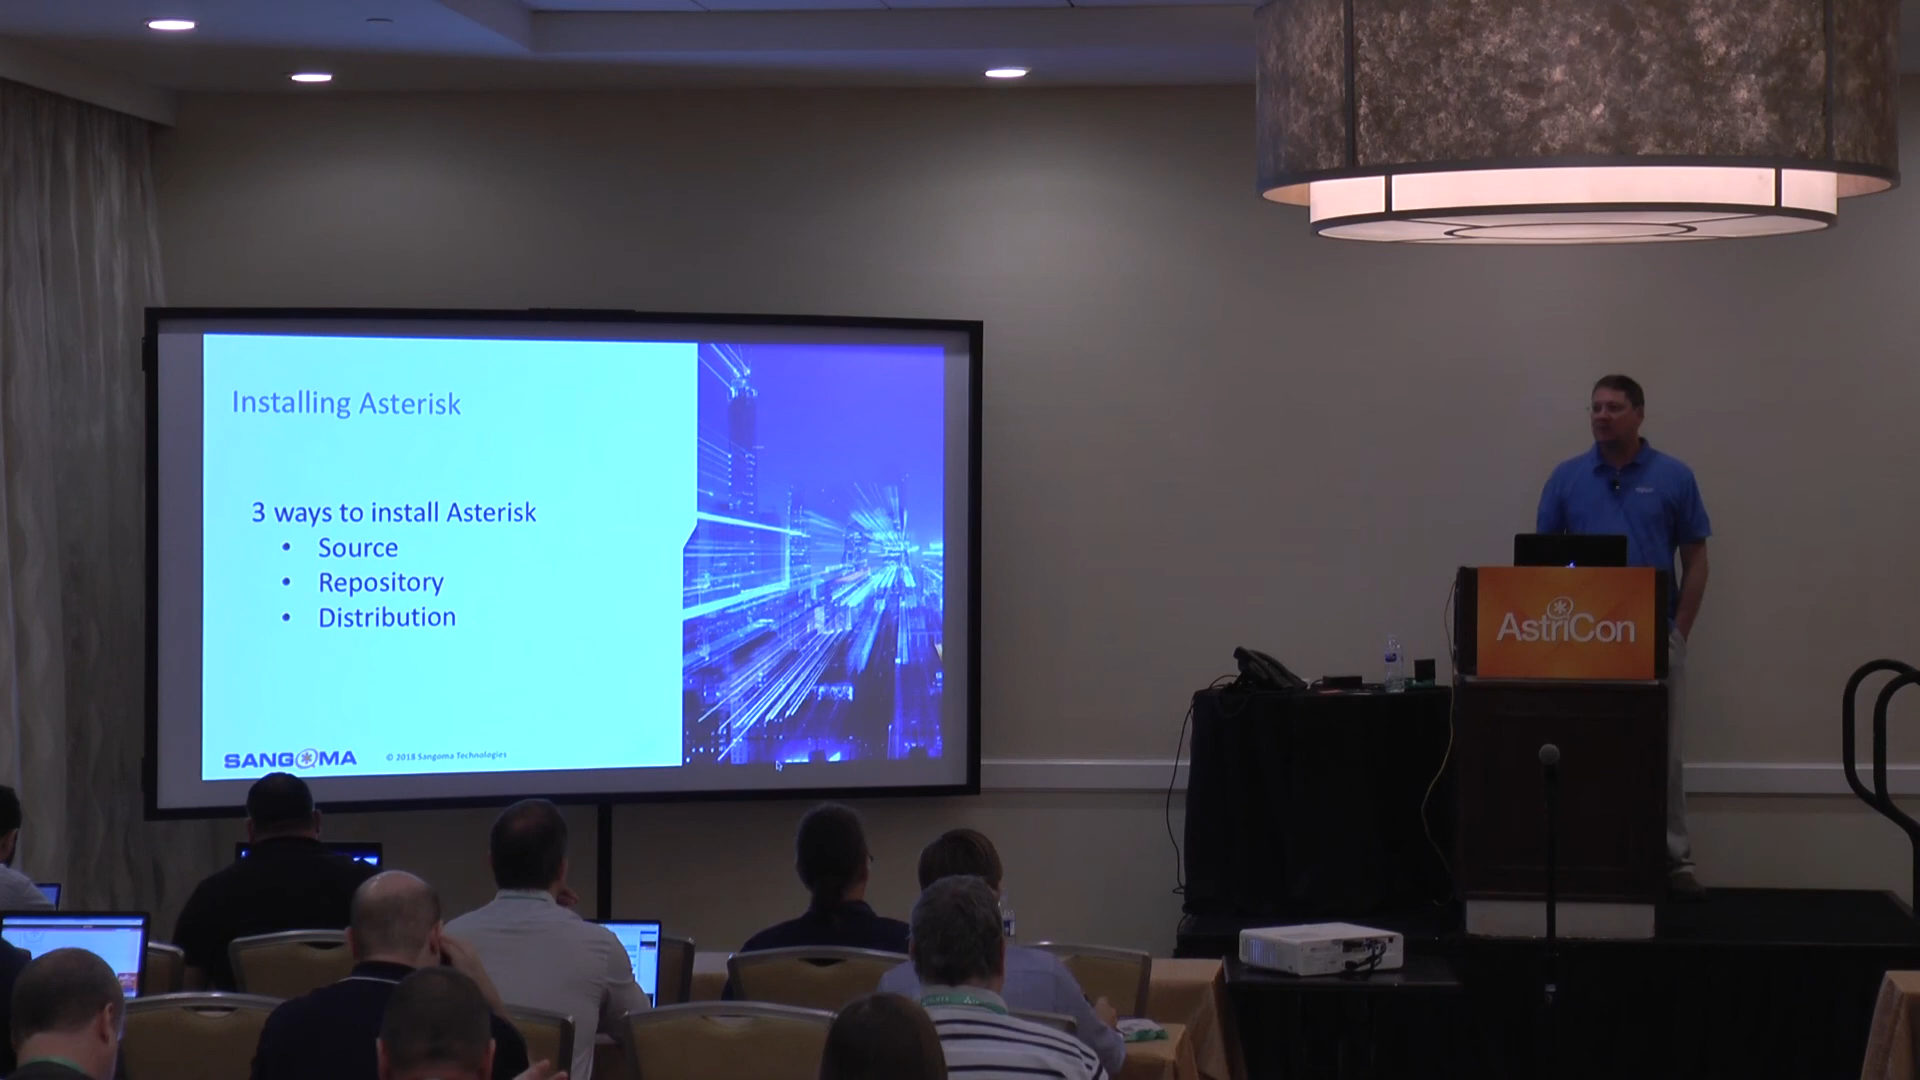 Installing Asterisk
3 ways to install Asterisk
• Source
• Repository
• Distribution
SANGOMA
© 2018 Sangoma Technologies
AstriCon